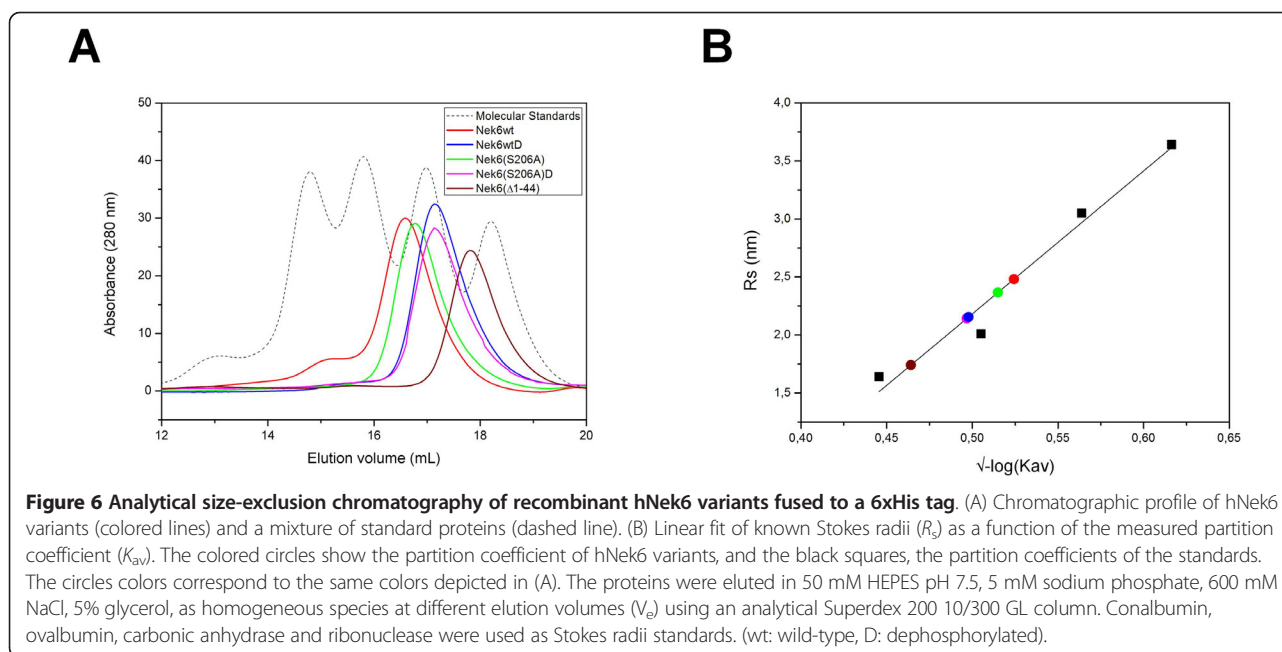 A
B
50
40
30
20
10
0
Absorbance (280 nm)
12
14
16
18
20
Elution volume (mL)
Molecular Standards
Nek6wt
Nek6wtD
Nek6(S206A)
Nek6(S206A)D
Nek6(Δ1-44)
4,0
3,5
3,0
2,5
2,0
1,5
Rs (nm)
0,40
0,45
0,50
0,55
0,60
0,65
√-log(Kav)
Figure 6 Analytical size-exclusion chromatography of recombinant hNek6 variants fused to a 6xHis tag. (A) Chromatographic profile of hNek6
variants (colored lines) and a mixture of standard proteins (dashed line). (B) Linear fit of known Stokes radii (Rs) as a function of the measured partition
coefficient (Kav). The colored circles show the partition coefficient of hNek6 variants, and the black squares, the partition coefficients of the standards.
The circles colors correspond to the same colors depicted in (A). The proteins were eluted in 50 mM HEPES pH 7.5, 5 mM sodium phosphate, 600 mM
NaCl, 5% glycerol, as homogeneous species at different elution volumes (Ve) using an analytical Superdex 200 10/300 GL column. Conalbumin,
ovalbumin, carbonic anhydrase and ribonuclease were used as Stokes radii standards. (wt: wild-type, D: dephosphorylated).